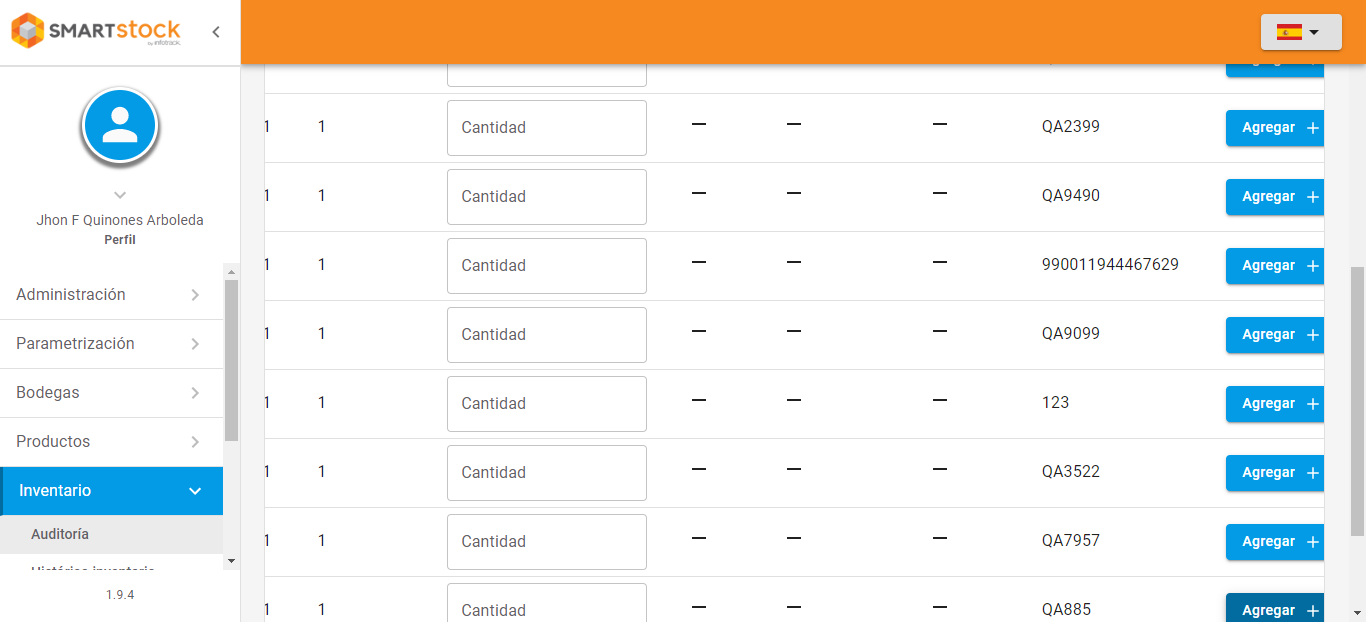 SMARTstock
by infotrack.
Jhon F Quinones Arboleda
Perfil
Administración
Parametrización
Bodegas
Productos
Inventario
Auditoría
Histórico inventario
1.9.4
1 1 Cantidad — — — QA2399 Agregar +
1 1 Cantidad — — — QA9490 Agregar +
1 1 Cantidad — — — 990011944467629 Agregar +
1 1 Cantidad — — — QA9099 Agregar +
1 1 Cantidad — — — 123 Agregar +
1 1 Cantidad — — — QA3522 Agregar +
1 1 Cantidad — — — QA7957 Agregar +
1 1 Cantidad — — — QA885 Agregar +